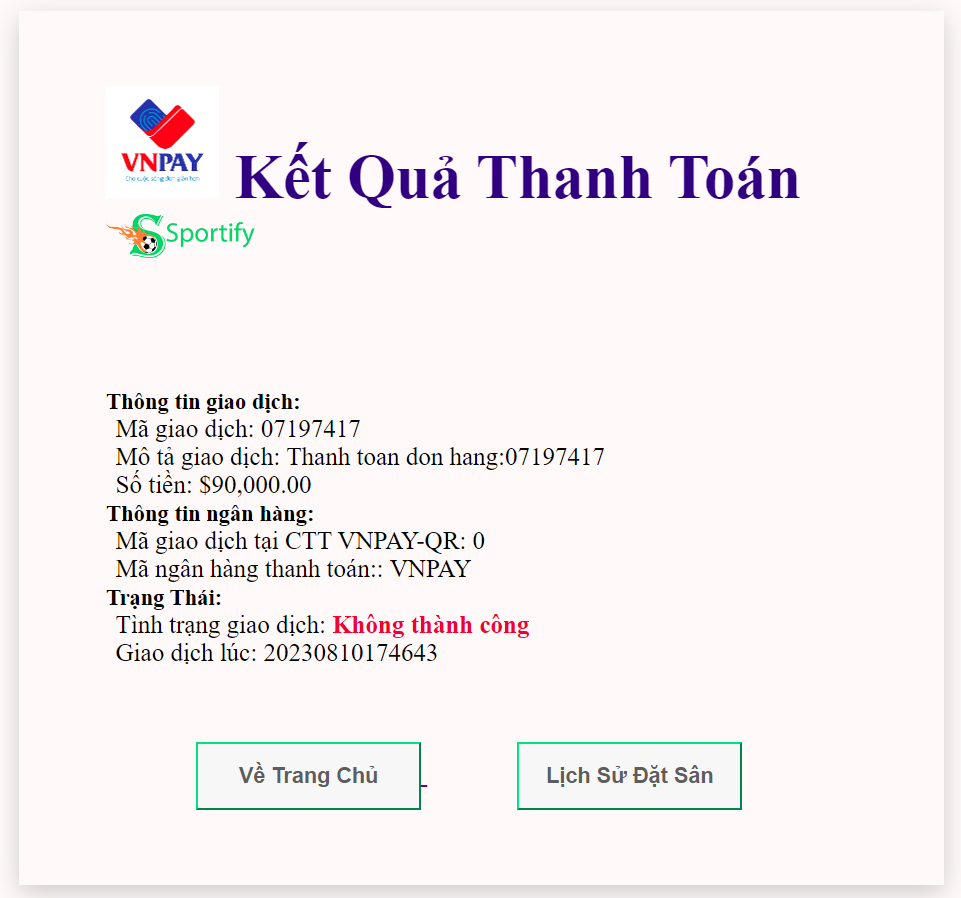 VNPAY
Cho cuộc sống đơn giản hơn
Kết Quả Thanh Toán
Sportify
Thông tin giao dịch:
Mã giao dịch: 07197417
Mô tả giao dịch: Thanh toan don hang:07197417
Số tiền: $90,000.00
Thông tin ngân hàng:
Mã giao dịch tại CTT VNPAY-QR: 0
Mã ngân hàng thanh toán:: VNPAY
Trạng Thái:
Tình trạng giao dịch: Không thành công
Giao dịch lúc: 20230810174643
Về Trang Chủ
Lịch Sử Đặt Sân